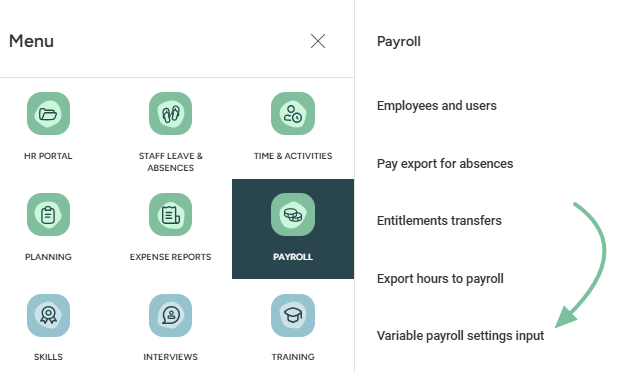 Menu
HR PORTAL
STAFF LEAVE &
ABSENCES
TIME & ACTIVITIES
PLANNING
EXPENSE REPORTS
PAYROLL
SKILLS
INTERVIEWS
TRAINING
Payroll
Employees and users
Pay export for absences
Entitlements transfers
Export hours to payroll
Variable payroll settings input